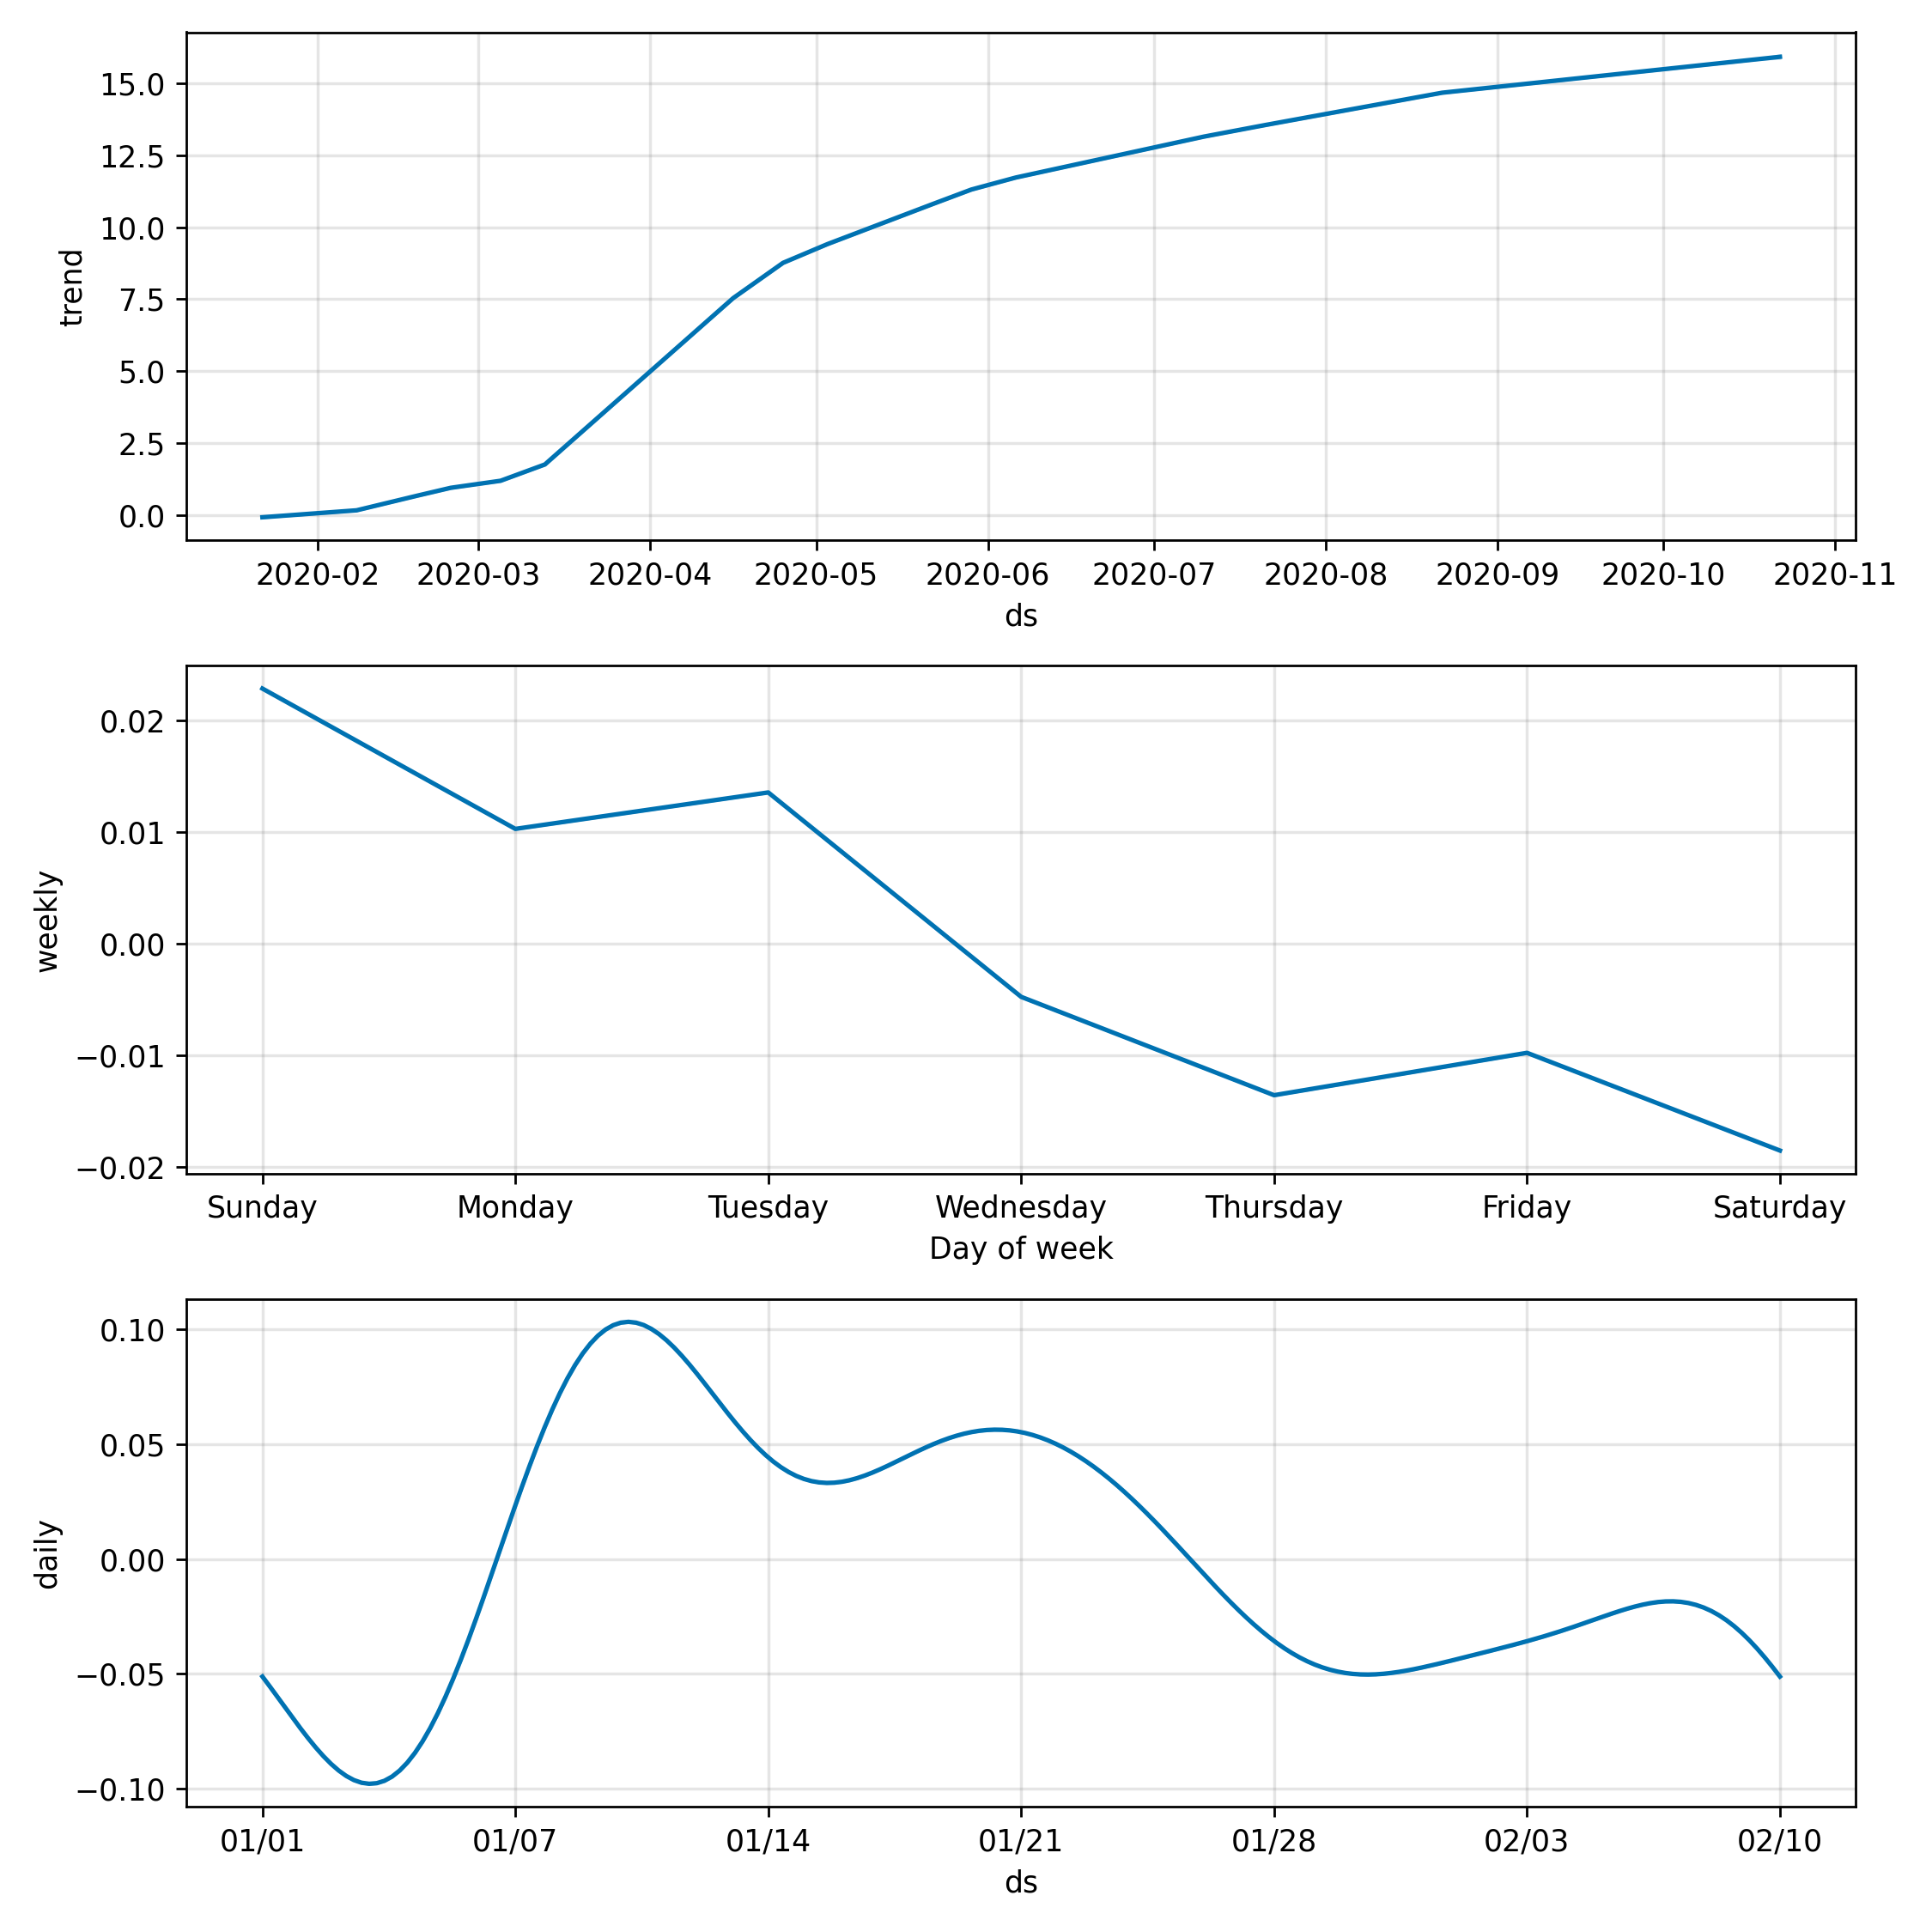 15.0
12.5
10.0
7.5
5.0
2.5
0.0
trend
2020-02 2020-03 2020-04 2020-05 2020-06 2020-07 2020-08 2020-09 2020-10 2020-11
ds
0.02
0.01
0.00
−0.01
−0.02
weekly
Sunday Monday Tuesday Wednesday Thursday Friday Saturday
Day of week
0.10
0.05
0.00
−0.05
−0.10
daily
01/01 01/07 01/14 01/21 01/28 02/03 02/10
ds